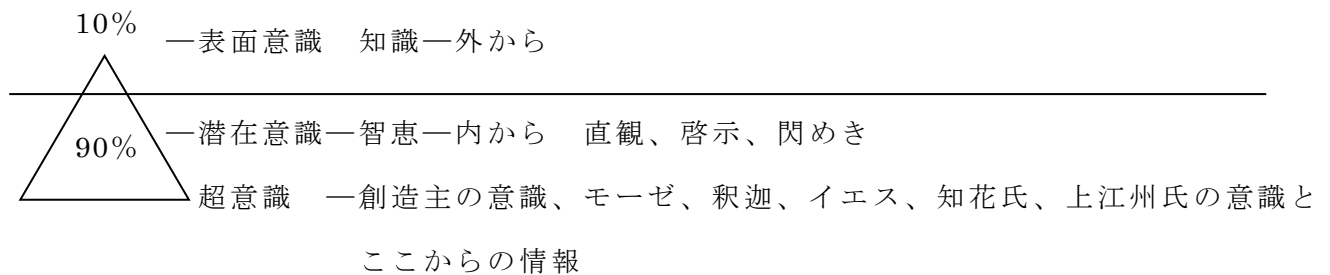 10% ―表面意識 知識―外から
90% ―潜在意識―智恵―内から 直観、啓示、閃めき
超意識 ―創造主の意識、モーゼ、釈迦、イエス、知花氏、上江州氏の意識と
ここからの情報